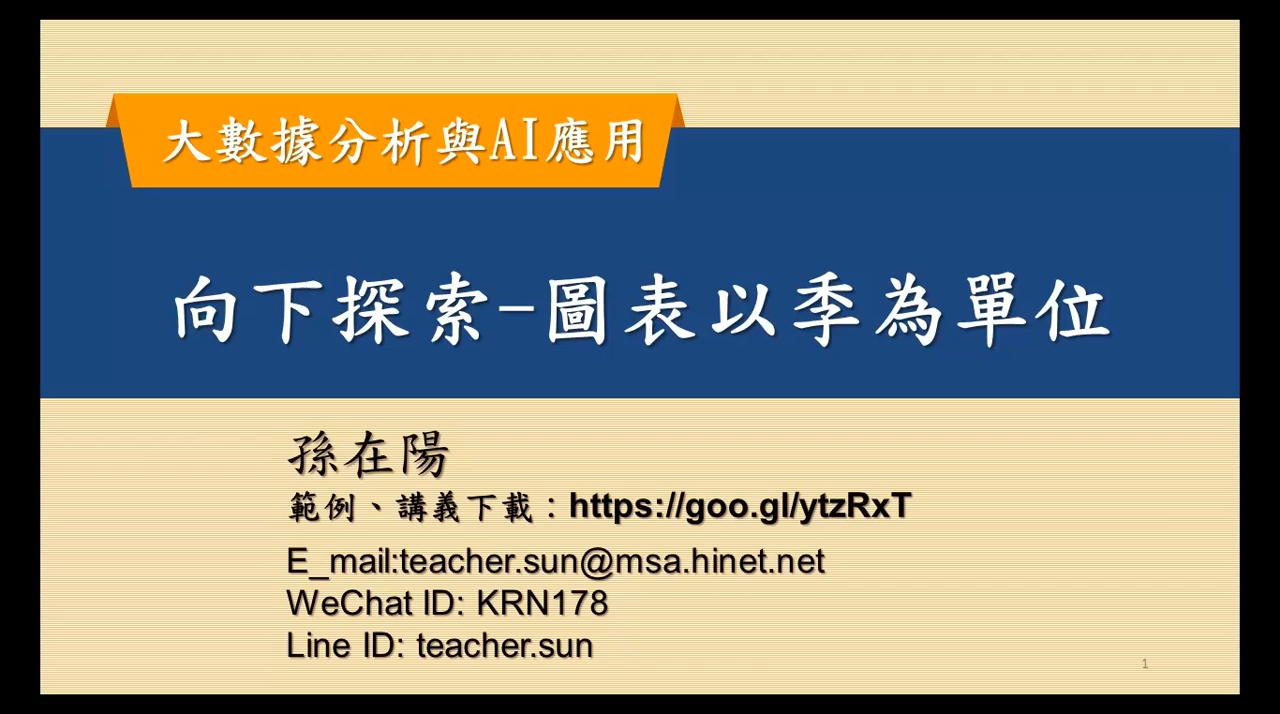 大數據分析與AI應用
向下探索-圖表以季為單位
孫在陽
範例、講義下載：https://goo.gl/ytzRxT
E_mail:teacher.sun@msa.hinet.net
WeChat ID: KRN178
Line ID: teacher.sun
1